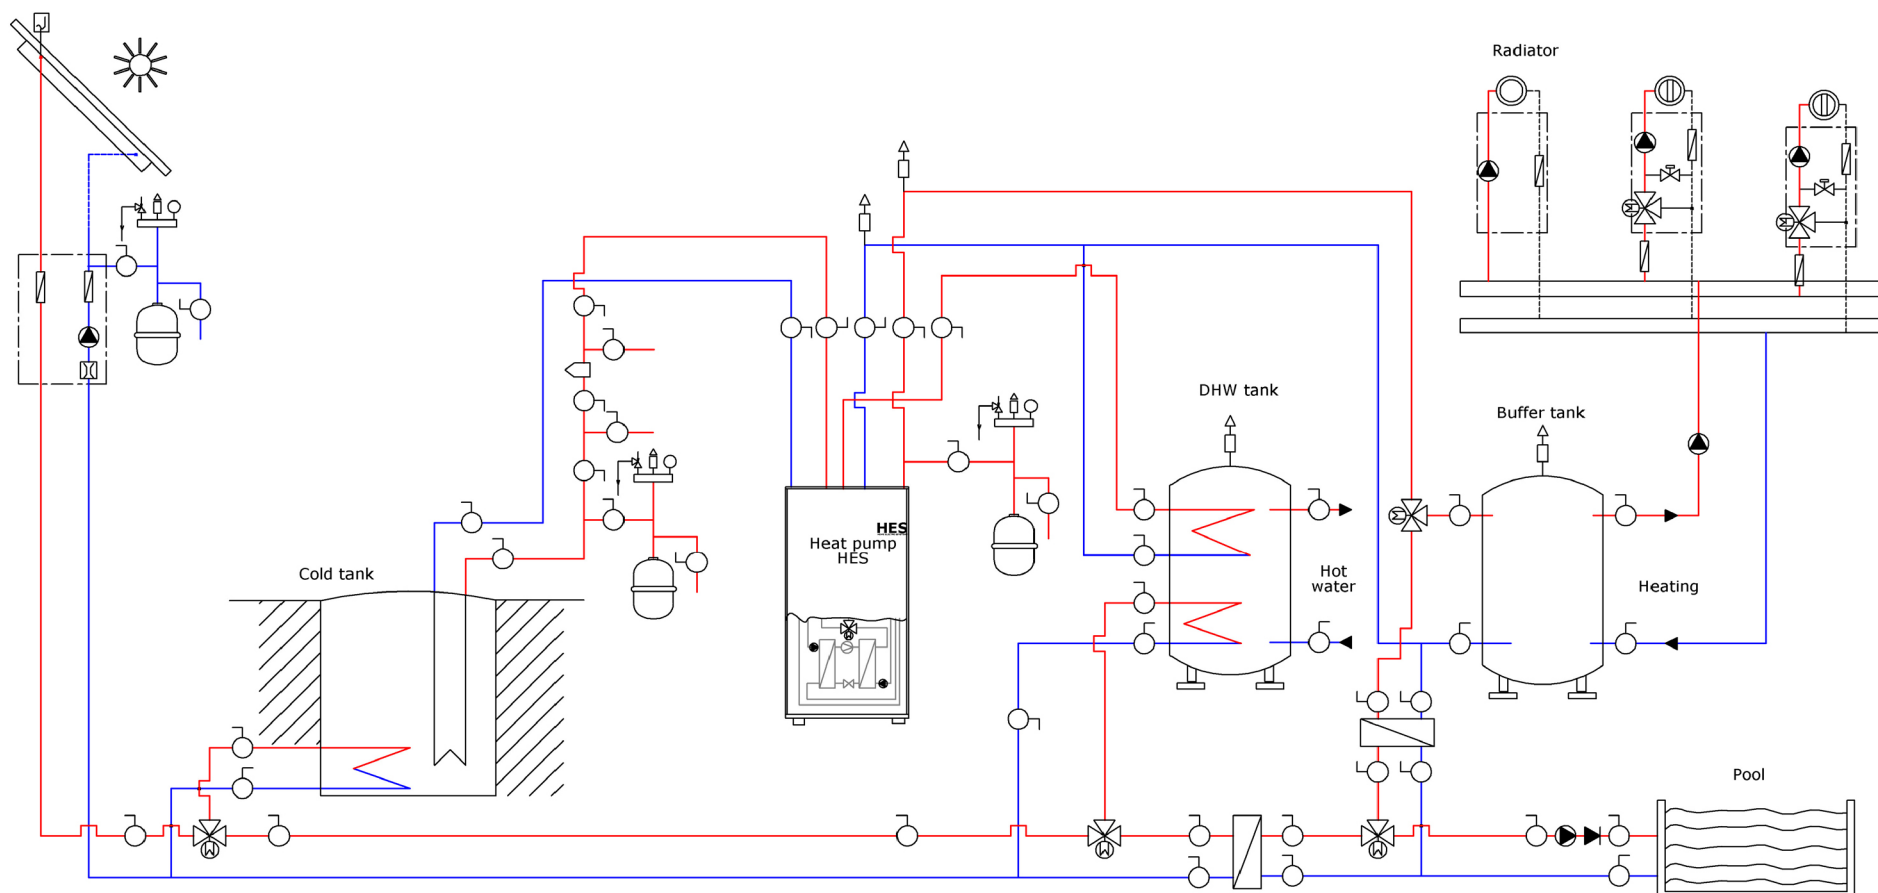 Radiator
DHW tank
Buffer tank
HES
Heat pump
HES
Cold tank
Hot
water
Heating
Pool